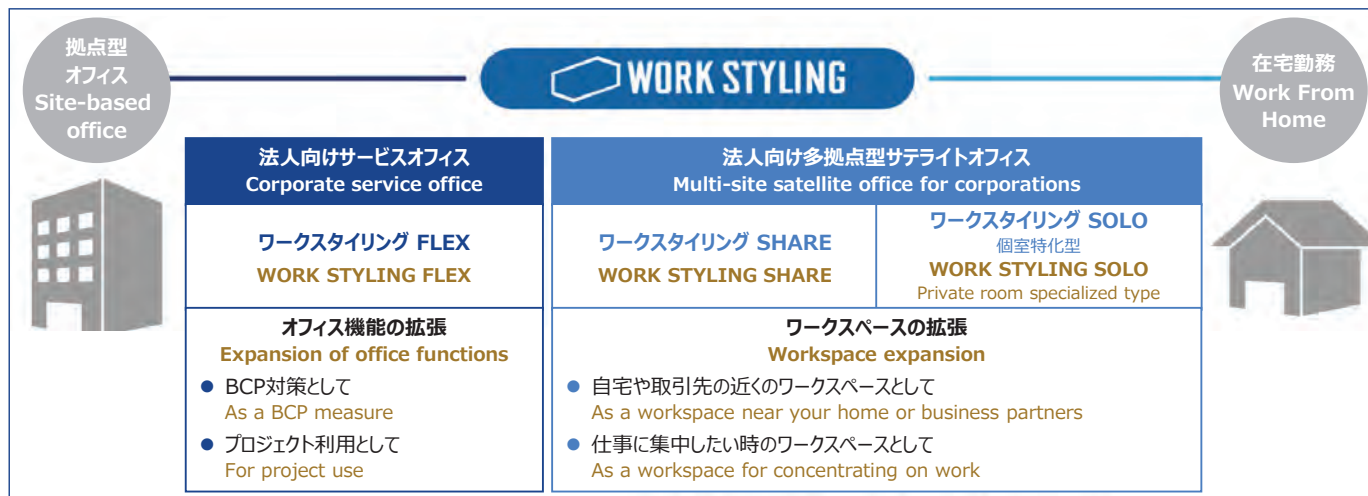 拠点型
オフィス
Site-based
office
WORK STYLING
在宅勤務
Work From
Home
法人向けサービスオフィス
Corporate service office
法人向け多拠点型サテライトオフィス
Multi-site satellite office for corporations
ワークスタイリング FLEX
WORK STYLING FLEX
ワークスタイリング SHARE
WORK STYLING SHARE
ワークスタイリング SOLO
個室特化型
WORK STYLING SOLO
Private room specialized type
オフィス機能の拡張
Expansion of office functions
● BCP対策として
As a BCP measure
● プロジェクト利用として
For project use
ワークスペースの拡張
Workspace expansion
● 自宅や取引先の近くのワークスペースとして
As a workspace near your home or business partners
● 仕事に集中したい時のワークスペースとして
As a workspace for concentrating on work